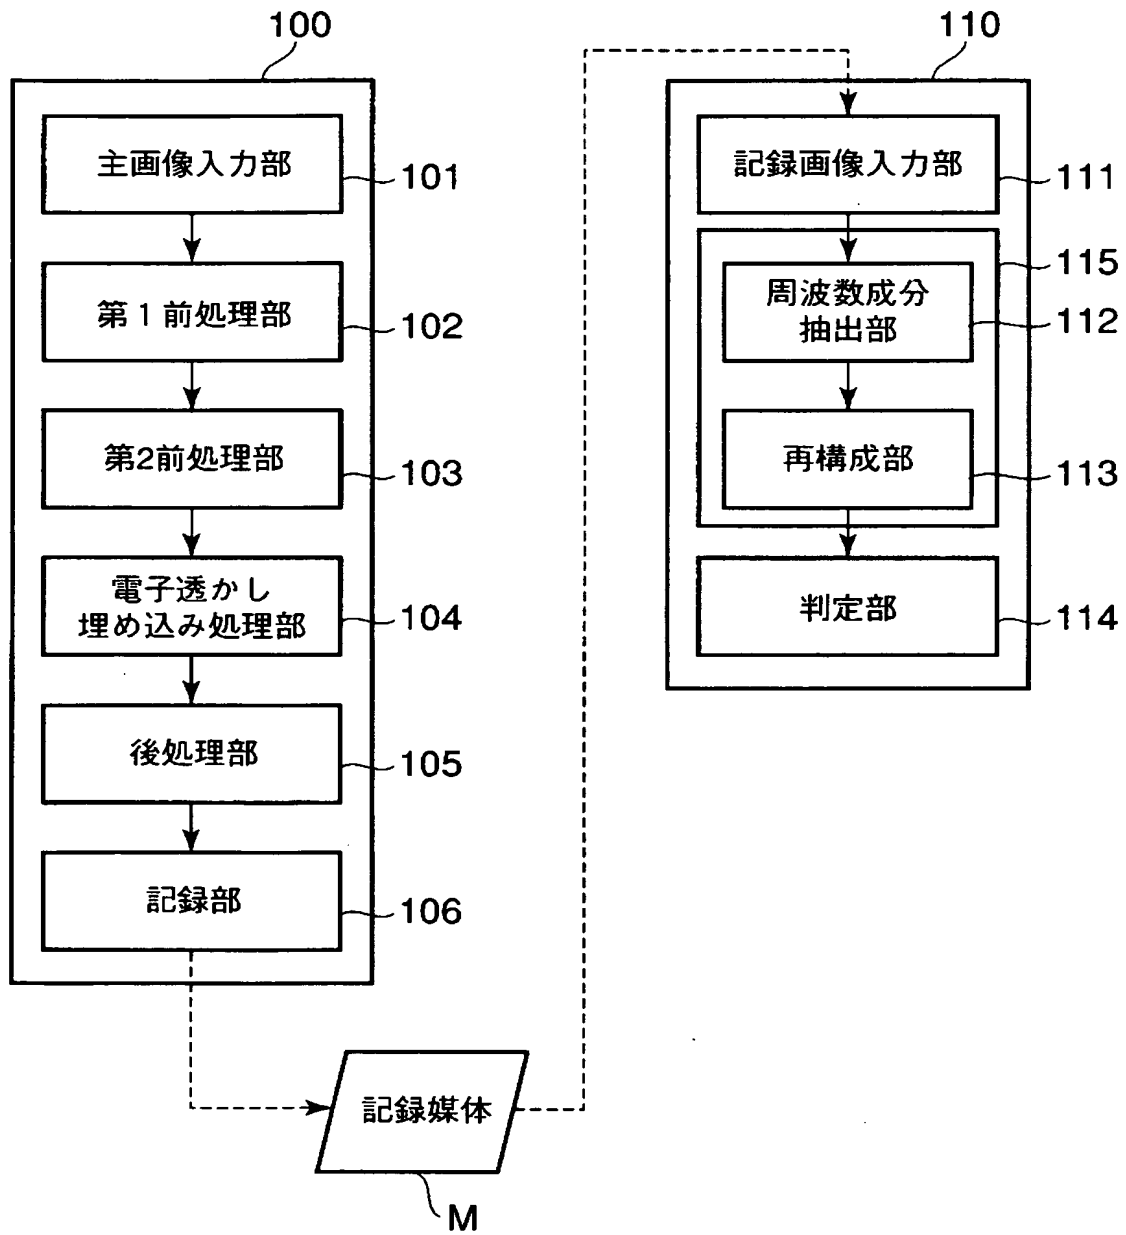 100
主画像入力部
101
第1前処理部
102
第2前処理部
103
電子透かし
埋め込み処理部
104
後処理部
105
記録部
106
記録媒体
M
110
記録画像入力部
111
115
周波数成分
抽出部
112
再構成部
113
判定部
114